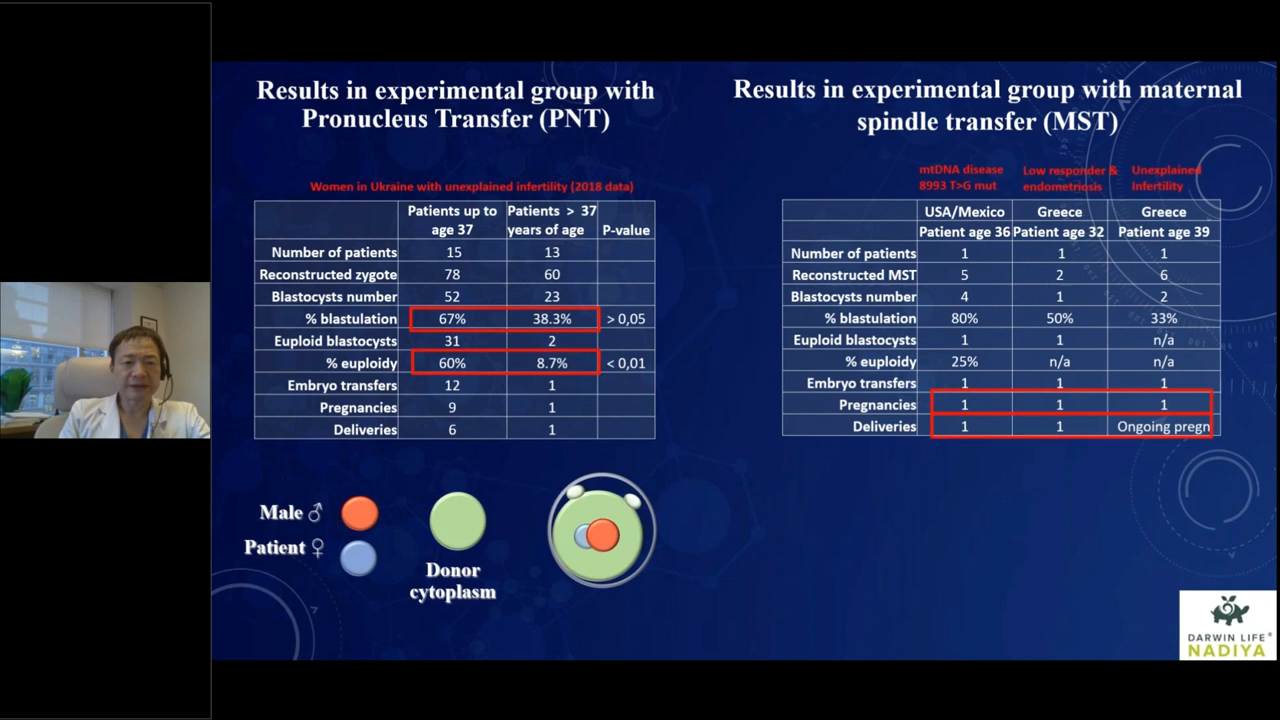 Results in experimental group with
Pronucleus Transfer (PNT)
Women in Ukraine with unexplained infertility (2018 data)
Patients up to age 37 Patients > 37 years of age P-value
Number of patients 15 13
Reconstructed zygote 78 60
Blastocysts number 52 23
% blastulation 67% 38.3% > 0,05
Euploid blastocysts 31 2
% euploidy 60% 8.7% < 0,01
Embryo transfers 12 1
Pregnancies 9 1
Deliveries 6 1
Male ♂
Patient ♀
Donor
cytoplasm
Results in experimental group with maternal
spindle transfer (MST)
mtDNA disease 8993 T>G mut Low responder & endometriosis Unexplained Infertility
USA/Mexico Greece Greece
Patient age 36 Patient age 32 Patient age 39
Number of patients 1 1 1
Reconstructed MST 5 2 6
Blastocysts number 4 1 2
% blastulation 80% 50% 33%
Euploid blastocysts 1 1 n/a
% euploidy 25% n/a n/a
Embryo transfers 1 1 1
Pregnancies 1 1 1
Deliveries 1 1 Ongoing pregn
DARWIN LIFE®
NADIYA